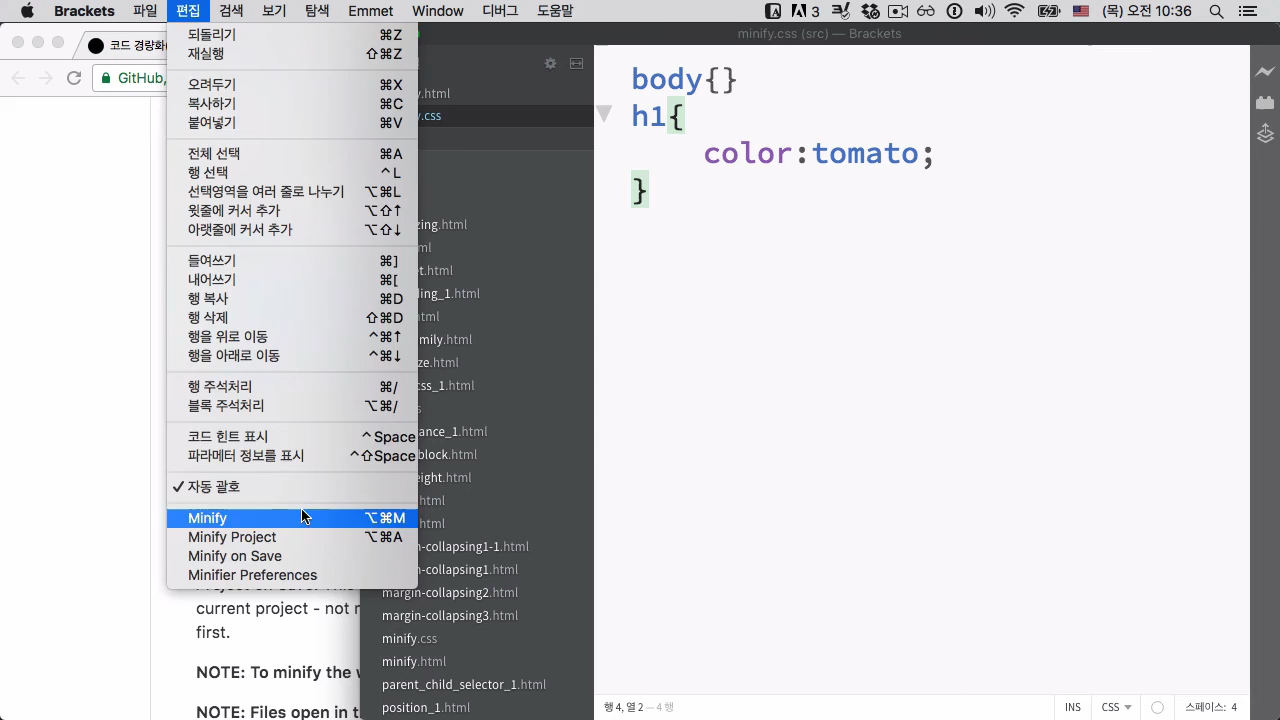 Brackets 파일 편집 검색 보기 탐색 Emmet Window 디버그 도움말 3 (목) 오전 10:36
minify.css (src) — Brackets
코드 경량화
GitHub,
되돌리기 ⌘Z
재실행 ⇧⌘Z
오려두기 ⌘X
복사하기 ⌘C
붙여넣기 ⌘V
전체 선택 ⌘A
행 선택 ^L
선택영역을 여러 줄로 나누기 ⌥⌘L
윗줄에 커서 추가 ⌥⇧↑
아랫줄에 커서 추가 ⌥⇧↓
들여쓰기 ⌘]
내어쓰기 ⌘[
행 복사 ⌘D
행 삭제 ⇧⌘D
행을 위로 이동 ^⌘↑
행을 아래로 이동 ^⌘↓
행 주석처리 ⌘/
블록 주석처리 ⌥⌘/
코드 힌트 표시 ^Space
파라메터 정보를 표시 ^⇧Space
✓ 자동 괄호
Minify ⌥⌘M
Minify Project ⌥⌘A
Minify on Save
Minifier Preferences
current project - not
first.
NOTE: To minify the
NOTE: Files open in
.html
.css
zing.html
.html
ing_1.html
html
mily.html
ze.html
css_1.html
ance_1.html
block.html
eight.html
.html
.html
-collapsing1-1.html
-collapsing1.html
margin-collapsing2.html
margin-collapsing3.html
minify.css
minify.html
parent_child_selector_1.html
position_1.html
body{}
h1{
color:tomato;
}
행 4, 열 2 — 4 행 INS CSS 스페이스: 4